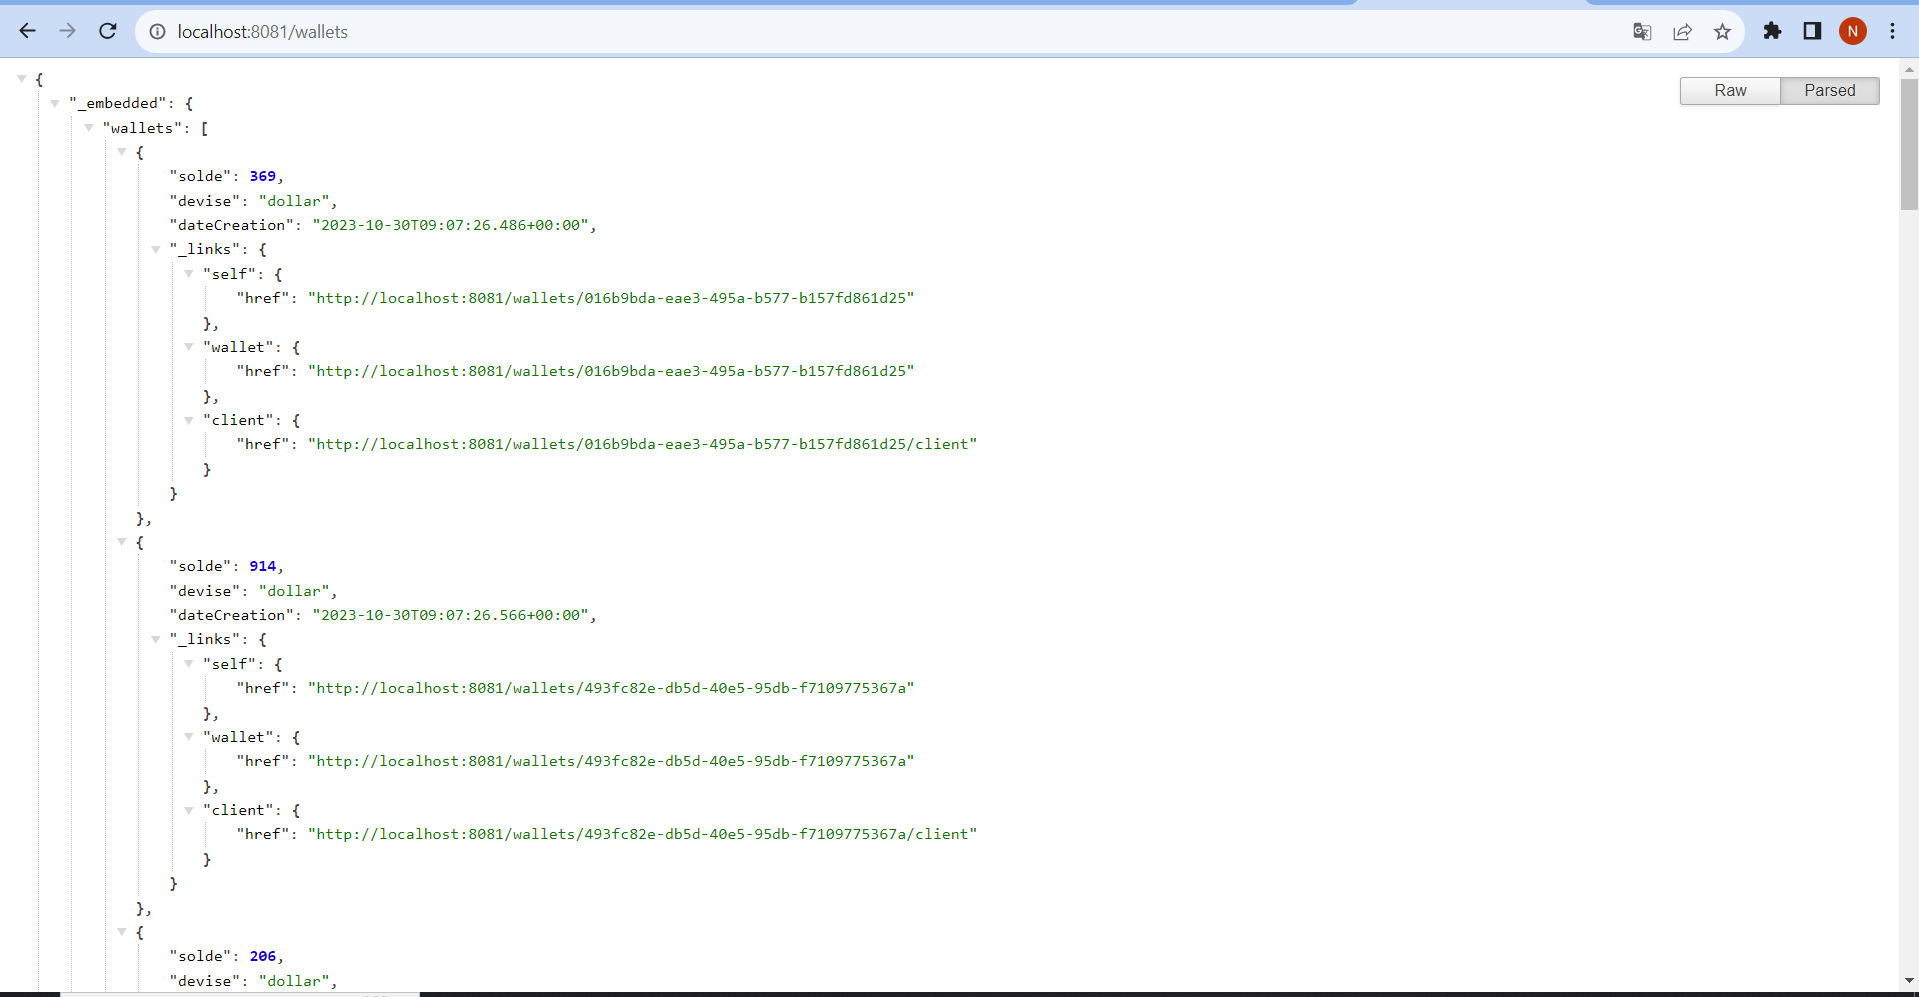 localhost:8081/wallets
N
Raw
Parsed
{
"_embedded": {
"wallets": [
{
"solde": 369,
"devise": "dollar",
"dateCreation": "2023-10-30T09:07:26.486+00:00",
"_links": {
"self": {
"href": "http://localhost:8081/wallets/016b9bda-eae3-495a-b577-b157fd861d25"
},
"wallet": {
"href": "http://localhost:8081/wallets/016b9bda-eae3-495a-b577-b157fd861d25"
},
"client": {
"href": "http://localhost:8081/wallets/016b9bda-eae3-495a-b577-b157fd861d25/client"
}
}
},
{
"solde": 914,
"devise": "dollar",
"dateCreation": "2023-10-30T09:07:26.566+00:00",
"_links": {
"self": {
"href": "http://localhost:8081/wallets/493fc82e-db5d-40e5-95db-f7109775367a"
},
"wallet": {
"href": "http://localhost:8081/wallets/493fc82e-db5d-40e5-95db-f7109775367a"
},
"client": {
"href": "http://localhost:8081/wallets/493fc82e-db5d-40e5-95db-f7109775367a/client"
}
}
},
{
"solde": 206,
"devise": "dollar",